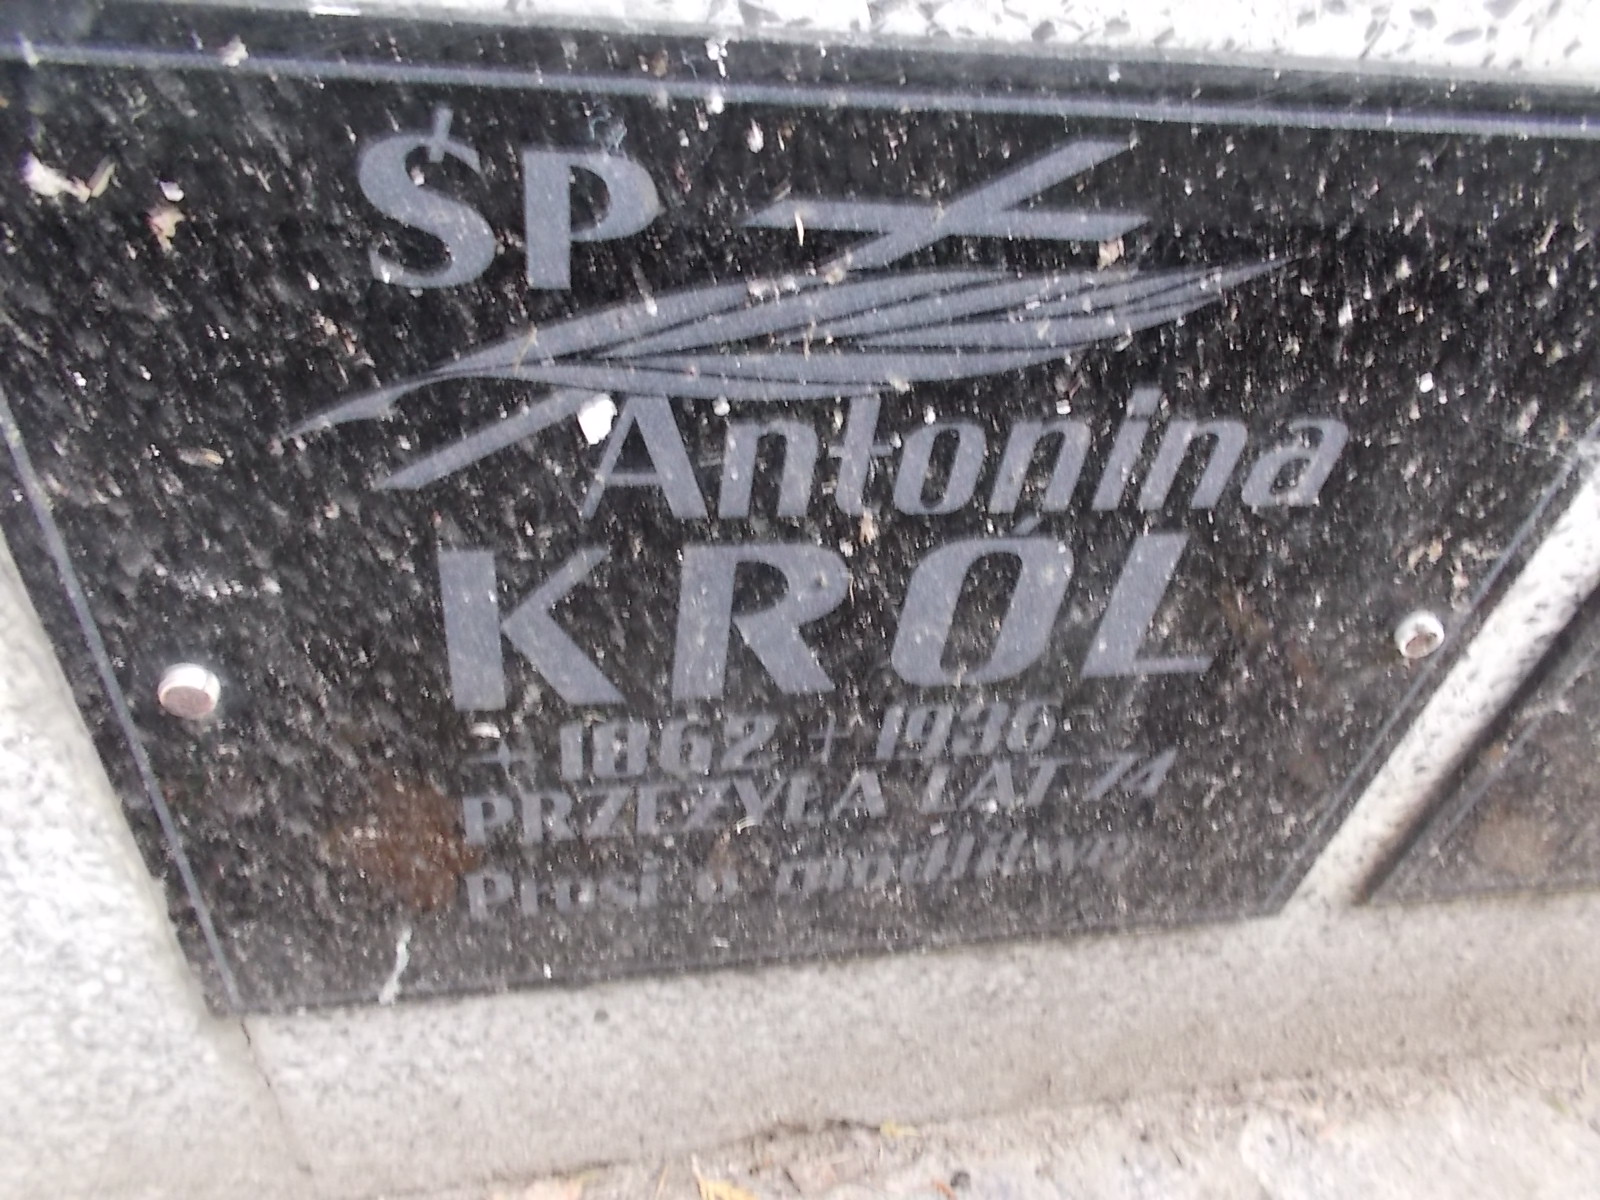 ŚP
Antonina
KRÓL
* 1862 + 1936
PRZEŻYŁA LAT 74
Prosi o modlitwę